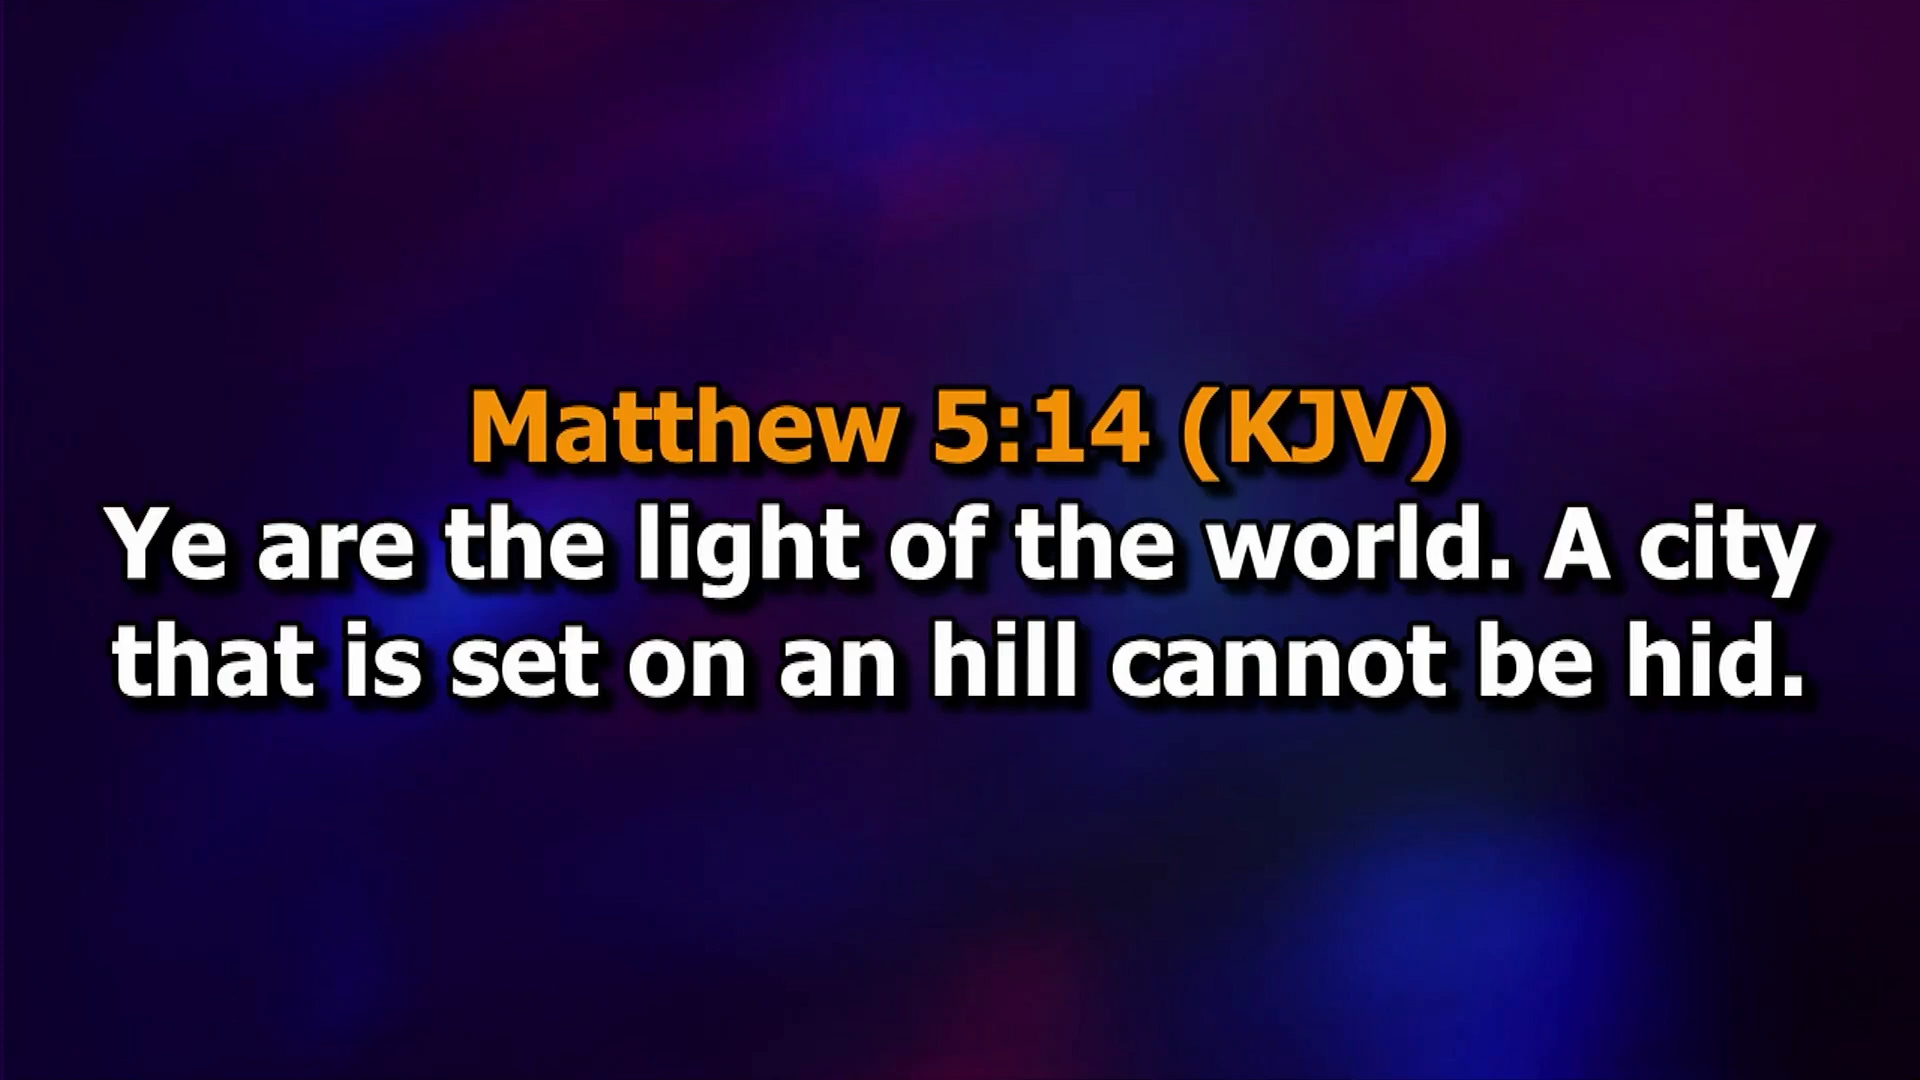 Matthew 5:14 (KJV)
Ye are the light of the world. A city
that is set on an hill cannot be hid.